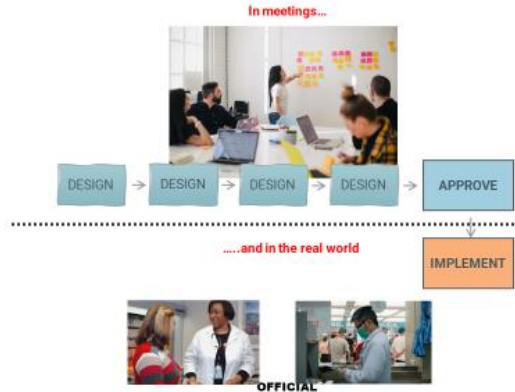 In meetings…
DESIGN
DESIGN
DESIGN
DESIGN
APPROVE
…..and in the real world
IMPLEMENT
OFFICIAL